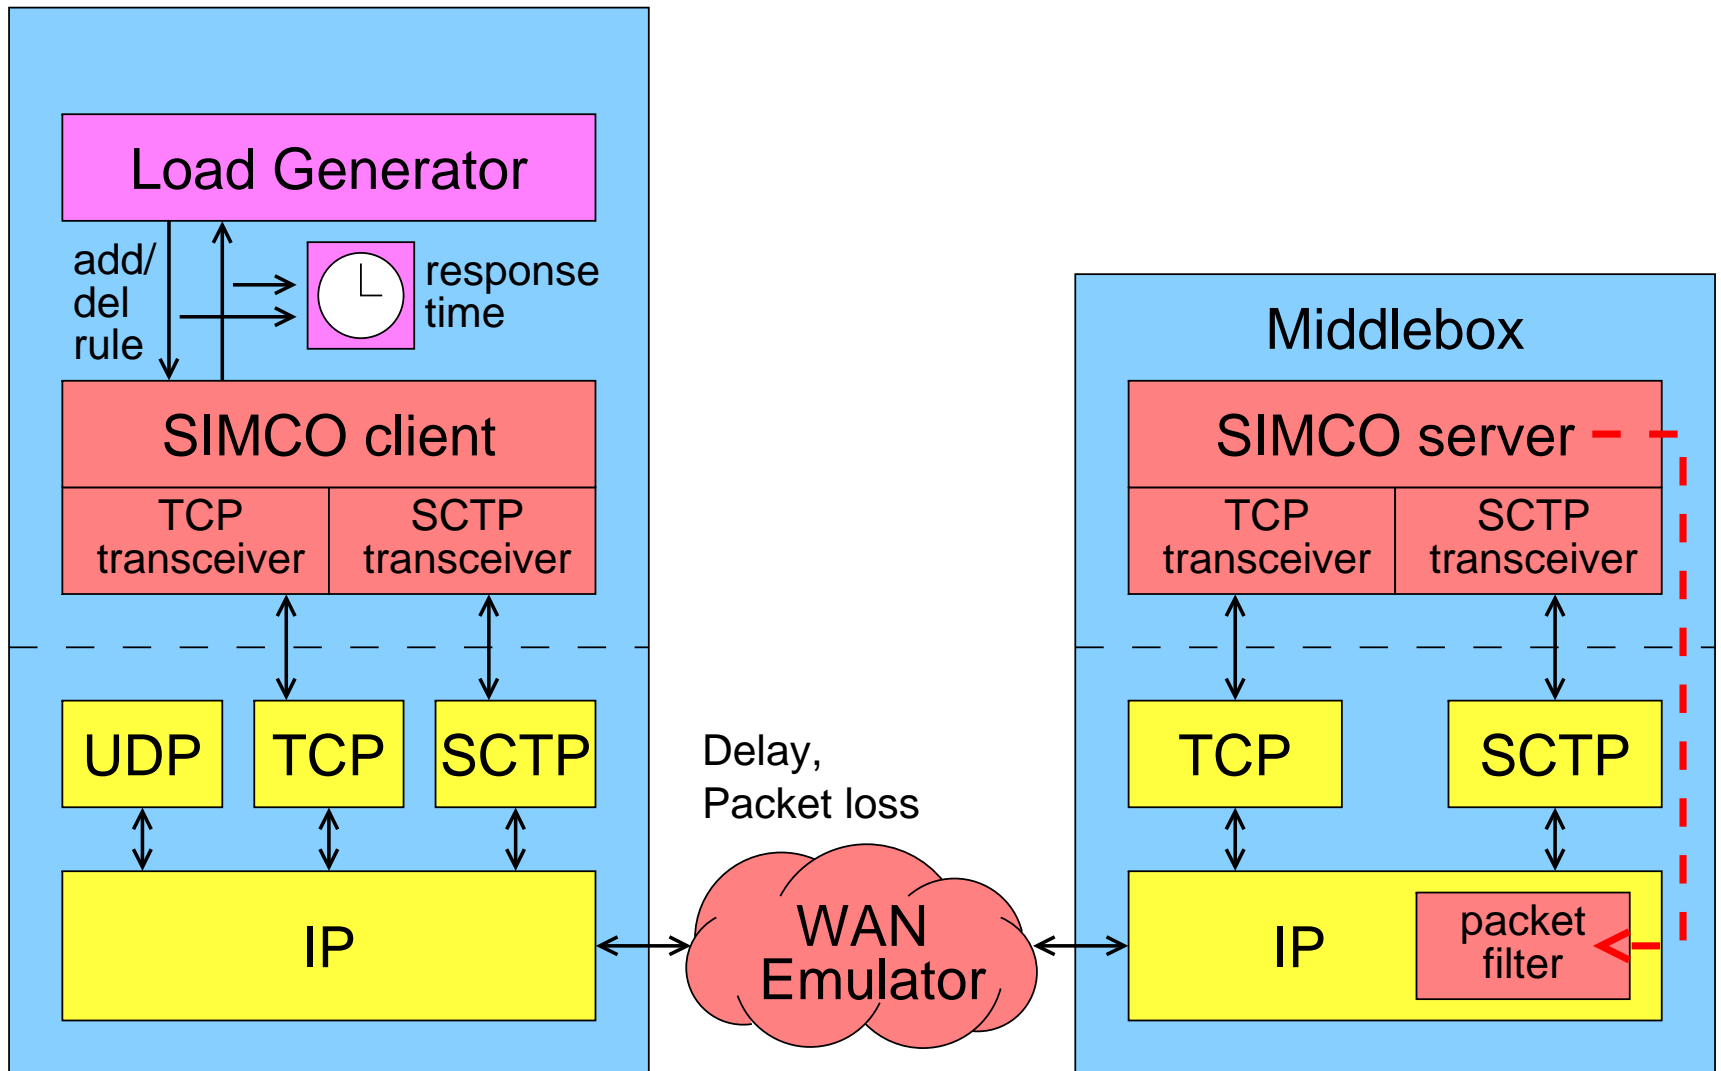 Load Generator
add/
del
rule
response
time
SIMCO client
TCP
transceiver
SCTP
transceiver
UDP
TCP
SCTP
IP
Delay,
Packet loss
WAN
Emulator
Middlebox
SIMCO server
TCP
transceiver
SCTP
transceiver
TCP
SCTP
IP
packet
filter